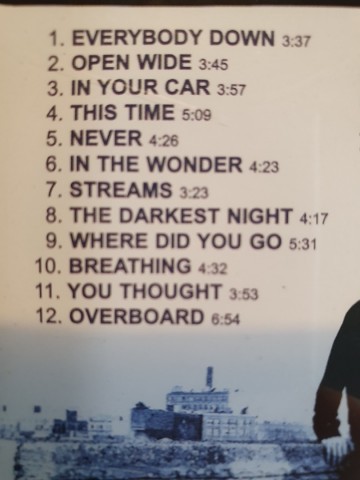 1. EVERYBODY DOWN 3:37
2. OPEN WIDE 3:45
3. IN YOUR CAR 3:57
4. THIS TIME 5:09
5. NEVER 4:26
6. IN THE WONDER 4:23
7. STREAMS 3:23
8. THE DARKEST NIGHT 4:17
9. WHERE DID YOU GO 5:31
10. BREATHING 4:32
11. YOU THOUGHT 3:53
12. OVERBOARD 6:54